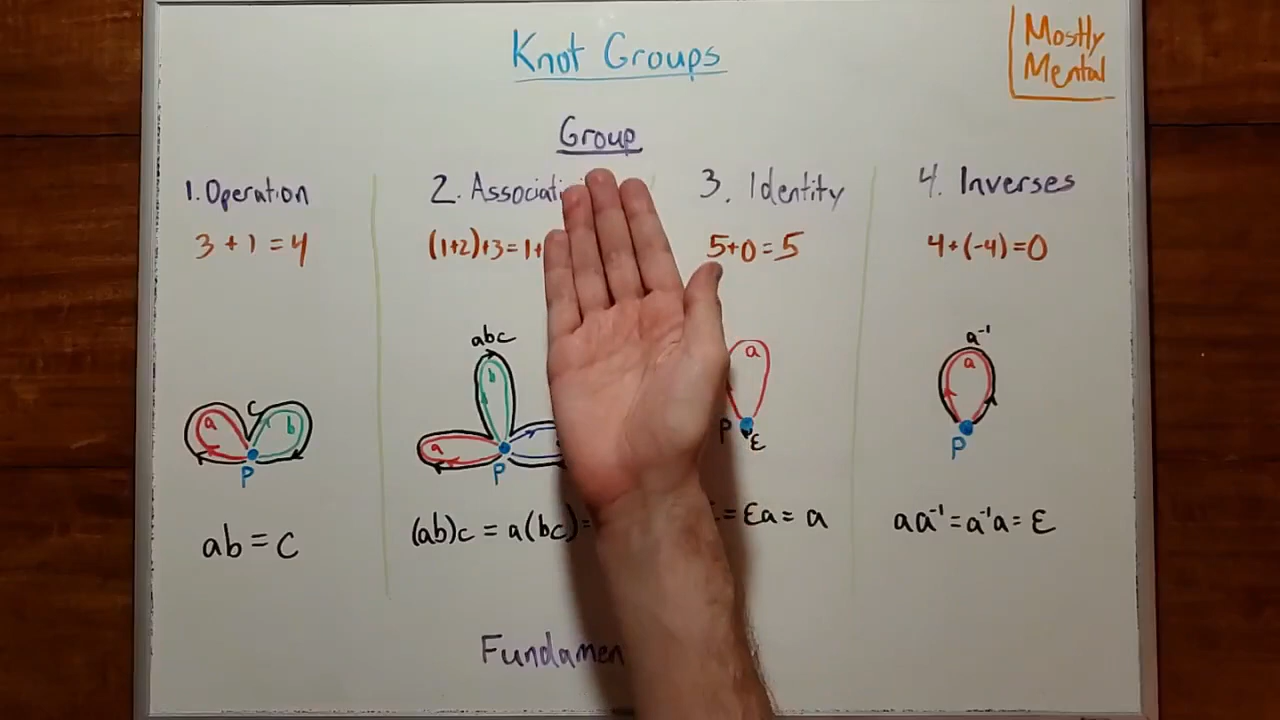 Knot Groups
Mostly
Mental
Group
1. Operation
3 + 1 = 4
a
c
b
P
ab = c
2. Associati
(1+2)+3=1+
abc
b
a
P
(ab)c = a(bc)=
3. Identity
5+0=5
a
P
ε
= εa = a
4. Inverses
4+(-4)=0
a⁻¹
a
P
aa⁻¹=a⁻¹a= ε
Fundamen